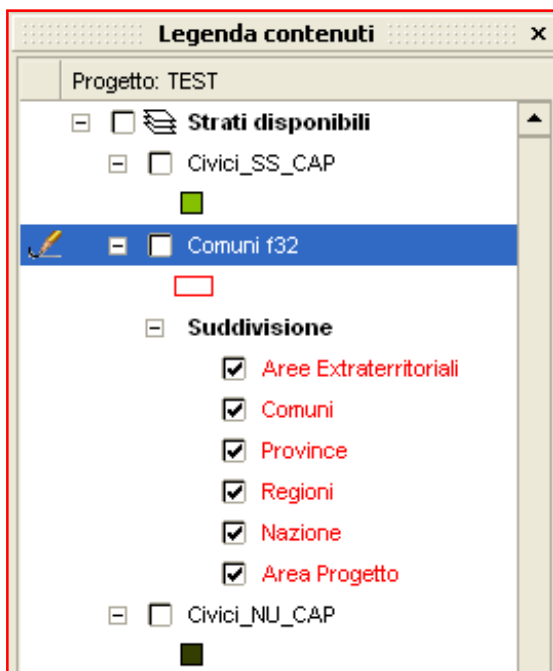 Legenda contenuti
Progetto: TEST
Strati disponibili
Civici_SS_CAP
Comuni f32
Suddivisione
Aree Extraterritoriali
Comuni
Province
Regioni
Nazione
Area Progetto
Civici_NU_CAP